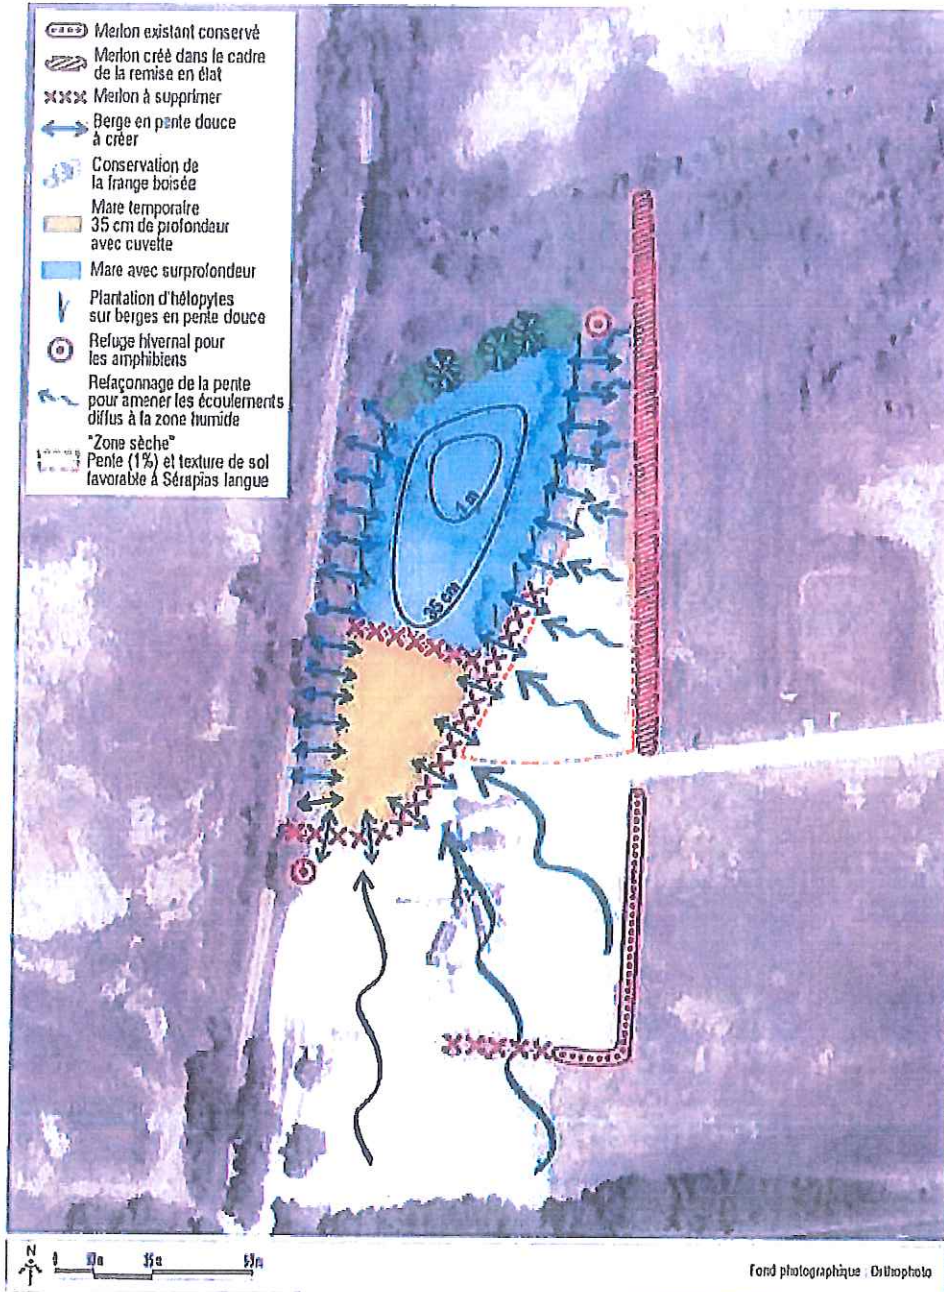 Merlon existant conservé
Merlon créé dans le cadre
de la remise en état
Merlon à supprimer
Berge en pente douce
à créer
Conservation de
la frange boisée
Mare temporaire
35 cm de profondeur
avec cuvette
Mare avec surprofondeur
Plantation d'hélopytes
sur berges en pente douce
Refuge hivernal pour
les amphibiens
Refaçonnage de la pente
pour amener les écoulements
diffus à la zone humide
"Zone sèche"
Pente (1%) et texture de sol
favorable à Sérapias langue
35 cm
N
0
Fond photographique : Orthophoto